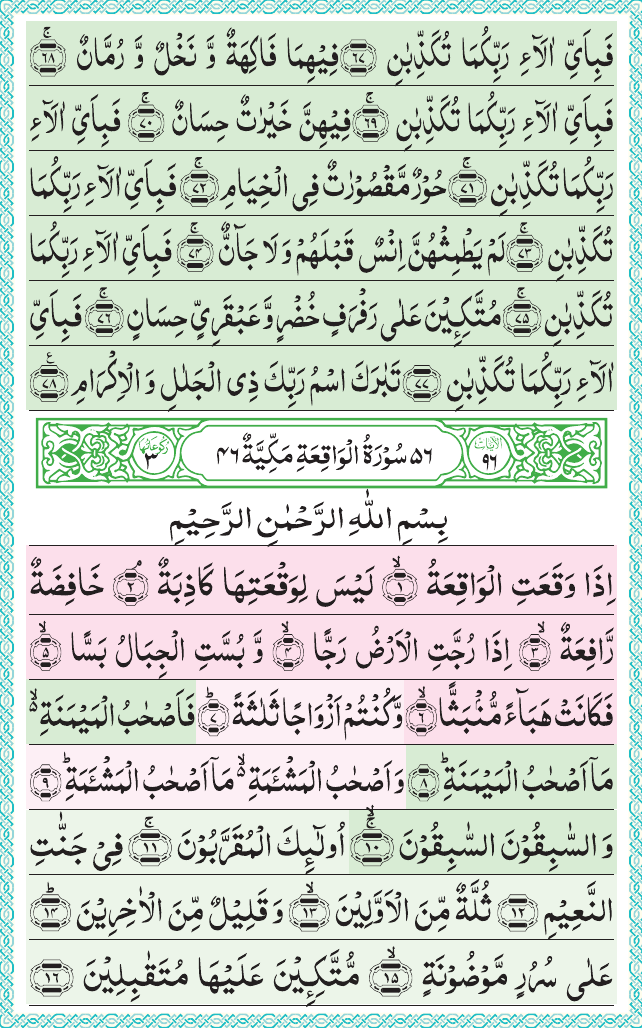 فَبِاَيِّ اٰلَآءِ رَبِّكُمَا تُكَذِّبٰنِ ﴿٦٧﴾ فِيْهِمَا فَاكِهَةٌ وَّ نَخْلٌ وَّ رُمَّانٌ ۚ﴿٦٨﴾
فَبِاَيِّ اٰلَآءِ رَبِّكُمَا تُكَذِّبٰنِ ۚ﴿٦٩﴾ فِيْهِنَّ خَيْرٰتٌ حِسَانٌ ۚ﴿٧٠﴾ فَبِاَيِّ اٰلَآءِ
رَبِّكُمَا تُكَذِّبٰنِ ۚ﴿٧١﴾ حُوْرٌ مَّقْصُوْرٰتٌ فِى الْخِيَامِ ۚ﴿٧٢﴾ فَبِاَيِّ اٰلَآءِ رَبِّكُمَا
تُكَذِّبٰنِ ۚ﴿٧٣﴾ لَمْ يَطْمِثْهُنَّ اِنْسٌ قَبْلَهُمْ وَلَا جَآنٌّ ۚ﴿٧٤﴾ فَبِاَيِّ اٰلَآءِ رَبِّكُمَا
تُكَذِّبٰنِ ۚ﴿٧٥﴾ مُتَّكِـِٕيْنَ عَلٰى رَفْرَفٍ خُضْرٍ وَّعَبْقَرِيٍّ حِسَانٍ ۚ﴿٧٦﴾ فَبِاَيِّ
اٰلَآءِ رَبِّكُمَا تُكَذِّبٰنِ ﴿٧٧﴾ تَبٰرَكَ اسْمُ رَبِّكَ ذِى الْجَلٰلِ وَ الْاِكْرَامِ ﴿٧٨﴾ ع
اٰيَاتُهَا ٩٦ ٥٦ سُوْرَةُ الْوَاقِعَةِ مَكِّيَّةٌ ٤٦ رُكُوْعَاتُهَا ٣
بِسْمِ اللّٰهِ الرَّحْمٰنِ الرَّحِيْمِ
اِذَا وَقَعَتِ الْوَاقِعَةُ ۙ﴿١﴾ لَيْسَ لِوَقْعَتِهَا كَاذِبَةٌ ۘ﴿٢﴾ خَافِضَةٌ
رَّافِعَةٌ ۙ﴿٣﴾ اِذَا رُجَّتِ الْاَرْضُ رَجًّا ۙ﴿٤﴾ وَّ بُسَّتِ الْجِبَالُ بَسًّا ۙ﴿٥﴾
فَكَانَتْ هَبَآءً مُّنْۢبَثًّا ۙ﴿٦﴾ وَّكُنْتُمْ اَزْوَاجًا ثَلٰثَةً ؕ﴿٧﴾ فَاَصْحٰبُ الْمَيْمَنَةِ ۙ۬
مَاۤ اَصْحٰبُ الْمَيْمَنَةِ ؕ﴿٨﴾ وَاَصْحٰبُ الْمَشْـَٔمَةِ ۙ۬ مَاۤ اَصْحٰبُ الْمَشْـَٔمَةِ ؕ﴿٩﴾
وَ السّٰبِقُوْنَ السّٰبِقُوْنَ ۙۚ﴿١٠﴾ اُولٰٓئِكَ الْمُقَرَّبُوْنَ ۚ﴿١١﴾ فِىْ جَنّٰتِ
النَّعِيْمِ ﴿١٢﴾ ثُلَّةٌ مِّنَ الْاَوَّلِيْنَ ۙ﴿١٣﴾ وَ قَلِيْلٌ مِّنَ الْاٰخِرِيْنَ ؕ﴿١٤﴾
عَلٰى سُرُرٍ مَّوْضُوْنَةٍ ۙ﴿١٥﴾ مُّتَّكِـِٕيْنَ عَلَيْهَا مُتَقٰبِلِيْنَ ﴿١٦﴾